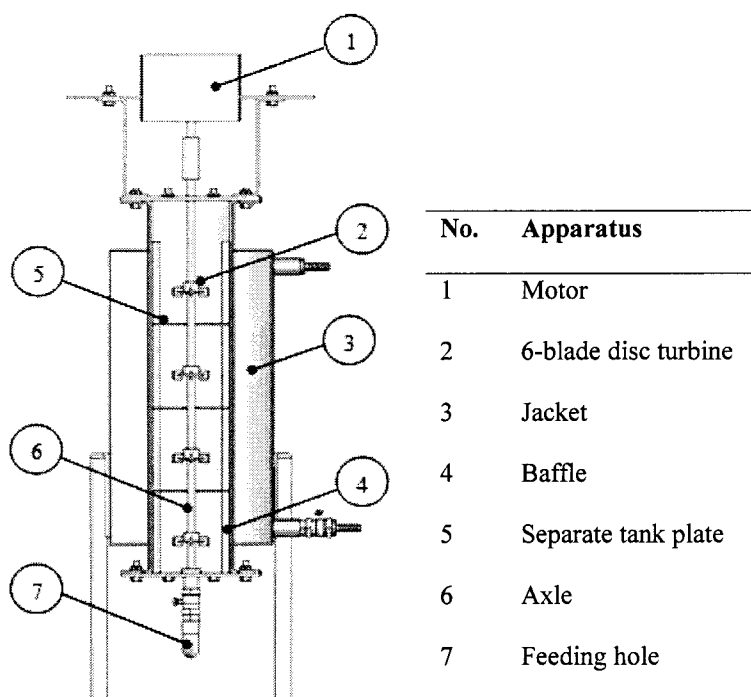 1
2
5
3
6
4
7
No. Apparatus
1 Motor
2 6-blade disc turbine
3 Jacket
4 Baffle
5 Separate tank plate
6 Axle
7 Feeding hole